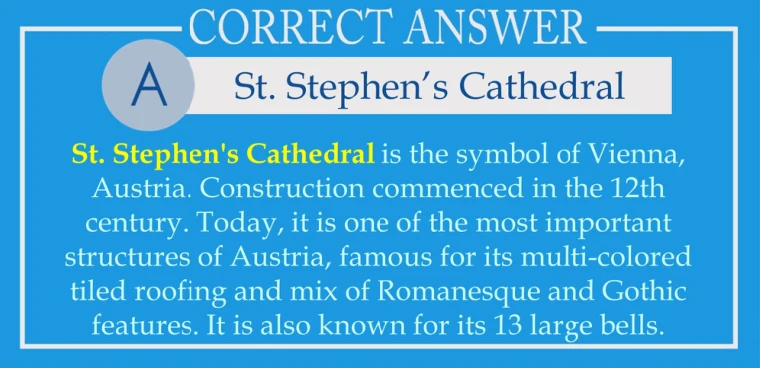 CORRECT ANSWER
A
St. Stephen’s Cathedral
St. Stephen's Cathedral is the symbol of Vienna,
Austria. Construction commenced in the 12th
century. Today, it is one of the most important
structures of Austria, famous for its multi-colored
tiled roofing and mix of Romanesque and Gothic
features. It is also known for its 13 large bells.